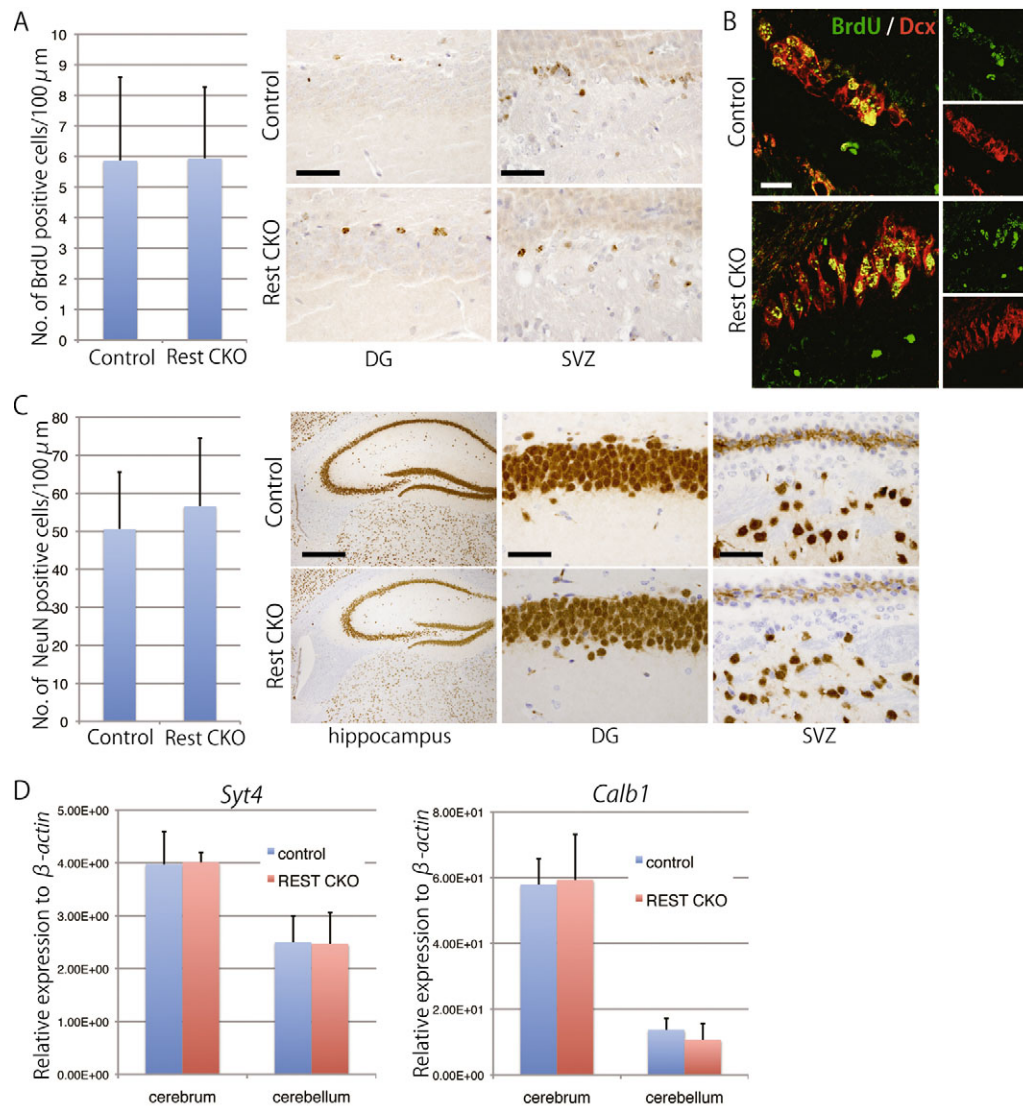 A
No. of BrdU positive cells/100μm
10
9
8
7
6
5
4
3
2
1
0
Control
Rest CKO
Control
Rest CKO
DG
SVZ
B
BrdU / Dcx
Control
Rest CKO
C
No. of NeuN positive cells/100μm
80
70
60
50
40
30
20
10
0
Control
Rest CKO
Control
Rest CKO
hippocampus
DG
SVZ
D
Syt4
Relative expression to β-actin
5.00E+00
4.00E+00
3.00E+00
2.00E+00
1.00E+00
0.00E+00
control
REST CKO
cerebrum
cerebellum
Calb1
Relative expression to β-actin
8.00E+01
6.00E+01
4.00E+01
2.00E+01
0.00E+00
control
REST CKO
cerebrum
cerebellum